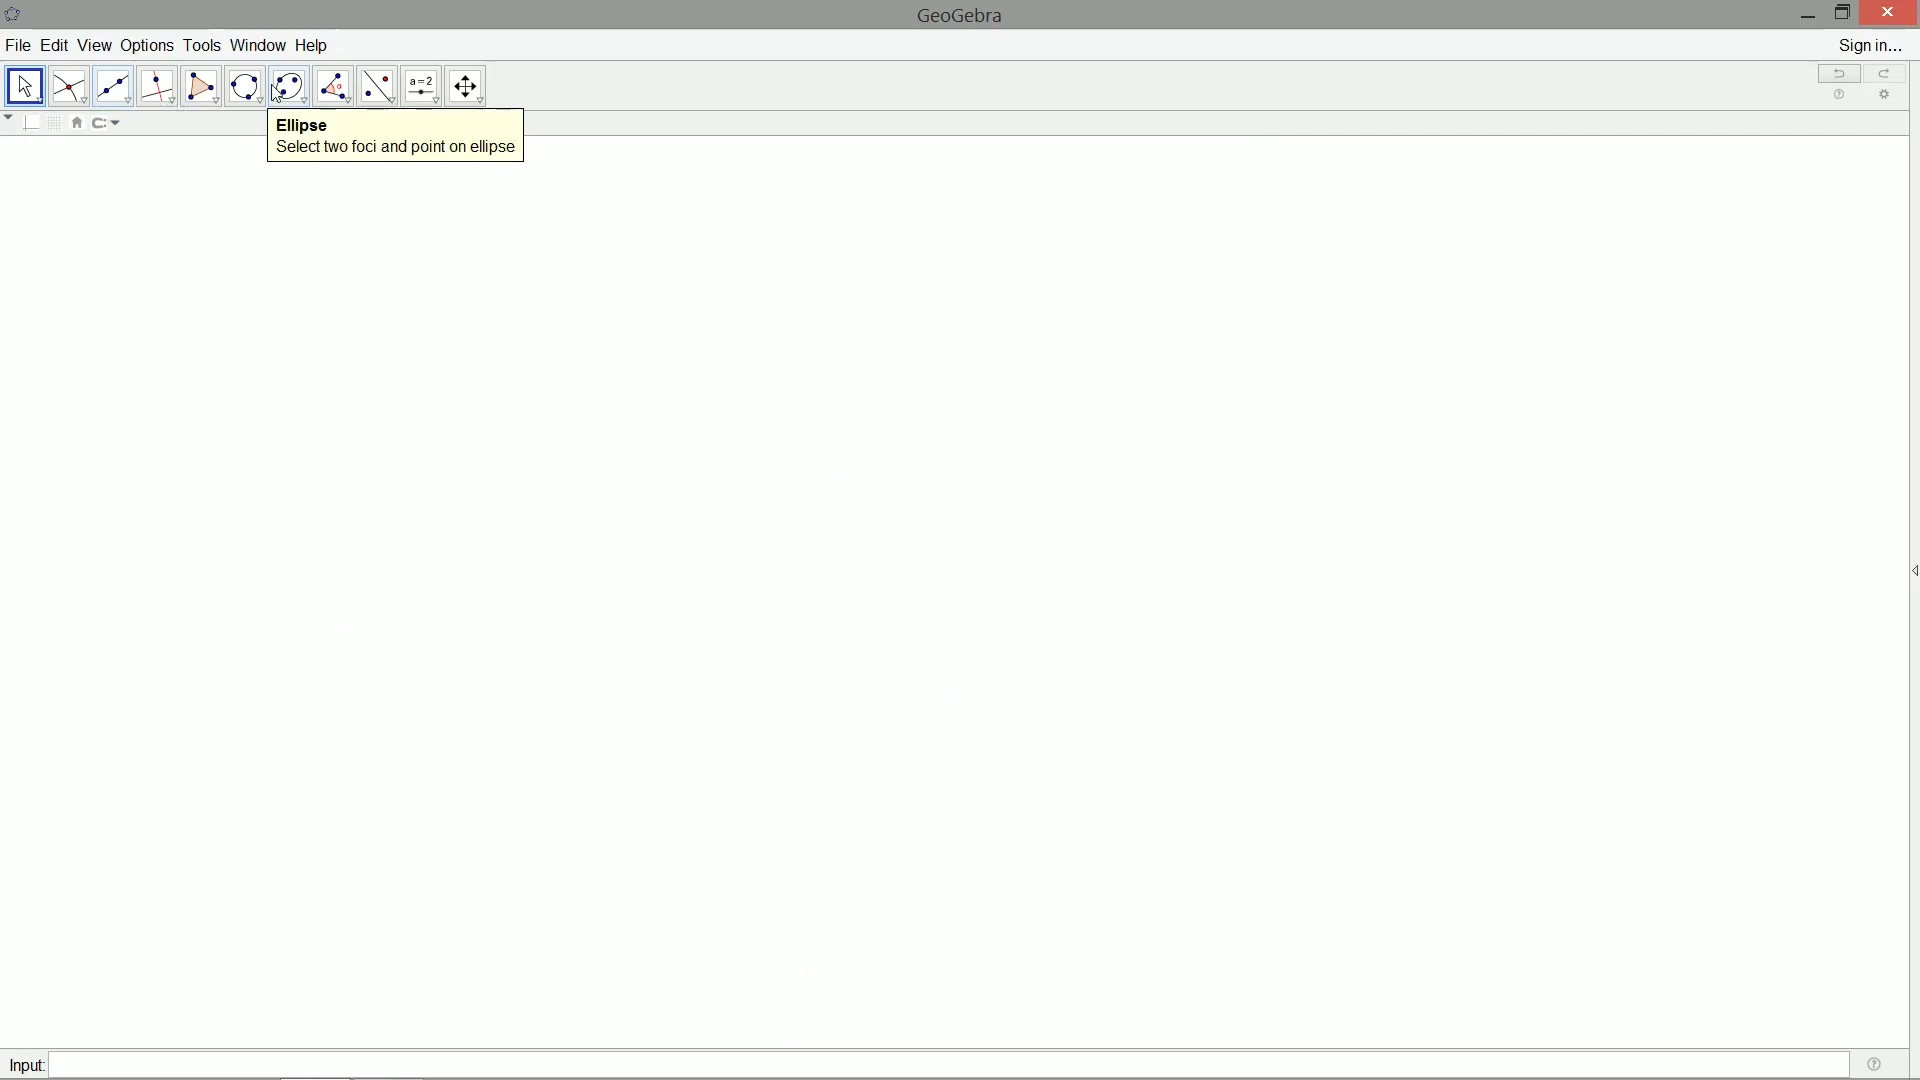 GeoGebra
File Edit View Options Tools Window Help
Sign in...
a=2
Ellipse
Select two foci and point on ellipse
Input: